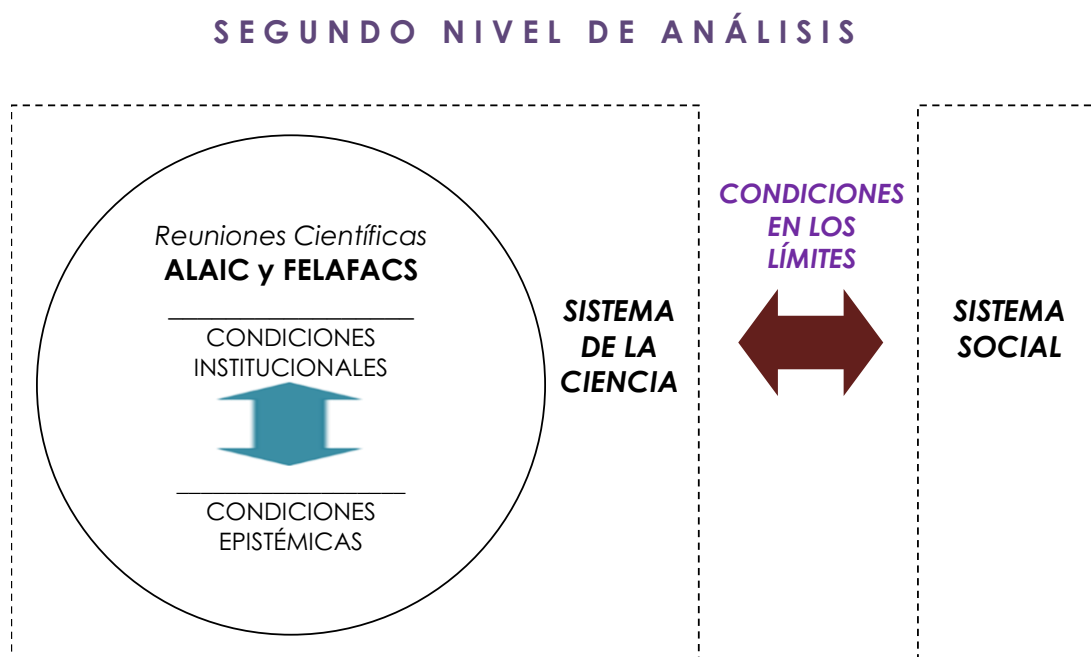 SEGUNDO NIVEL DE ANÁLISIS
Reuniones Científicas
ALAIC y FELAFACS
CONDICIONES
INSTITUCIONALES
CONDICIONES
EPISTÉMICAS
SISTEMA
DE LA
CIENCIA
CONDICIONES
EN LOS
LÍMITES
SISTEMA
SOCIAL